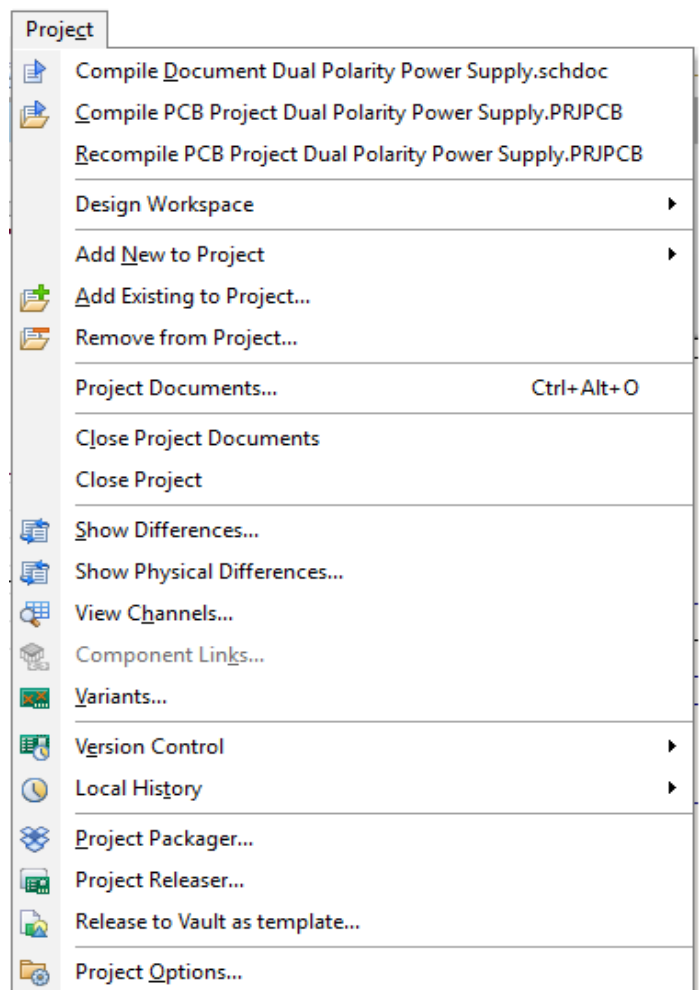 Project
Compile Document Dual Polarity Power Supply.schdoc
Compile PCB Project Dual Polarity Power Supply.PRJPCB
Recompile PCB Project Dual Polarity Power Supply.PRJPCB
Design Workspace
Add New to Project
Add Existing to Project...
Remove from Project...
Project Documents... Ctrl+Alt+O
Close Project Documents
Close Project
Show Differences...
Show Physical Differences...
View Channels...
Component Links...
Variants...
Version Control
Local History
Project Packager...
Project Releaser...
Release to Vault as template...
Project Options...